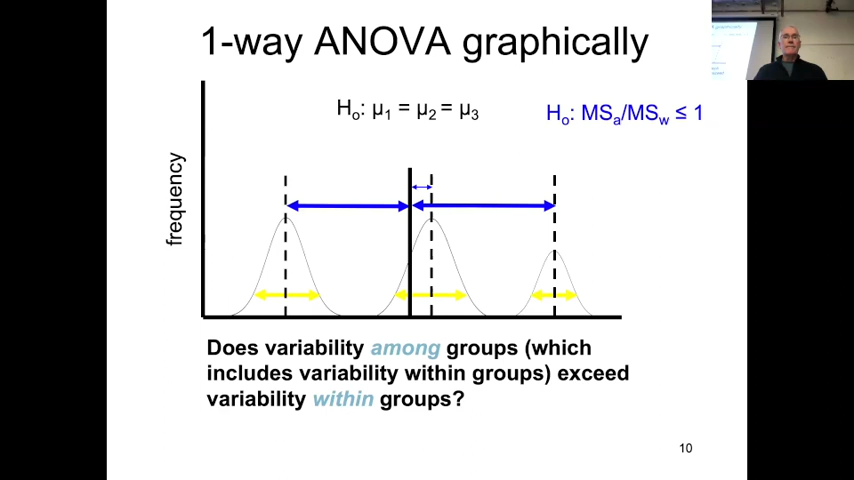 1-way ANOVA graphically
Hₒ: μ₁ = μ₂ = μ₃
Hₒ: MSₐ/MS_w ≤ 1
frequency
Does variability among groups (which
includes variability within groups) exceed
variability within groups?
10